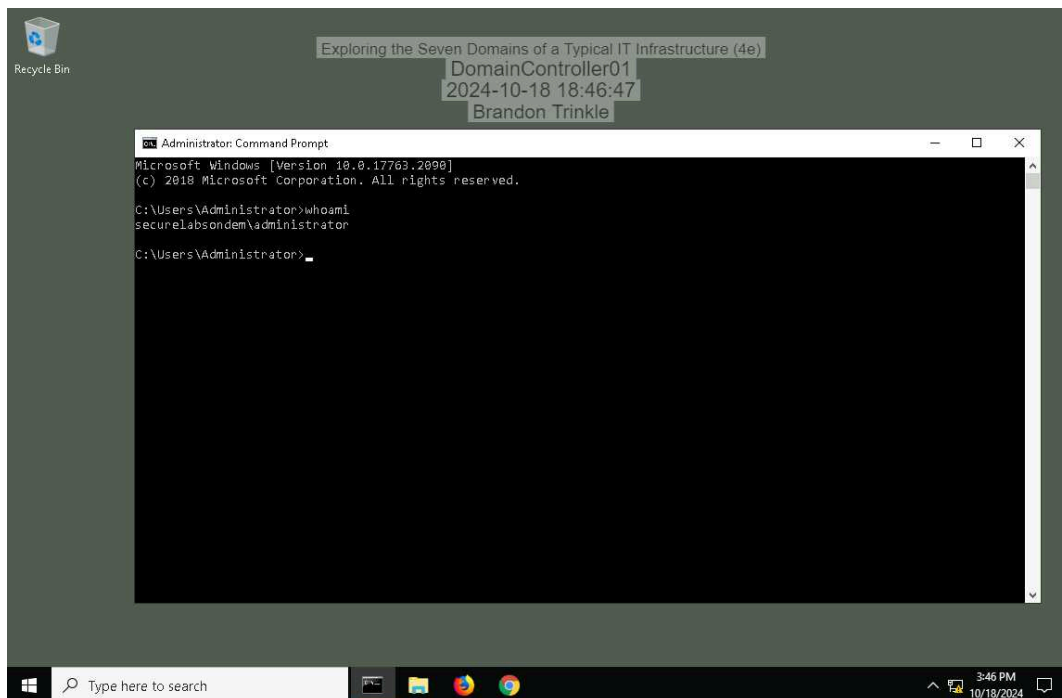 Recycle Bin
Exploring the Seven Domains of a Typical IT Infrastructure (4e)
DomainController01
2024-10-18 18:46:47
Brandon Trinkle
Administrator: Command Prompt
Microsoft Windows [Version 10.0.17763.2090]
(c) 2018 Microsoft Corporation. All rights reserved.
C:\Users\Administrator>whoami
securelabsondem\administrator
C:\Users\Administrator>
Type here to search
3:46 PM
10/18/2024